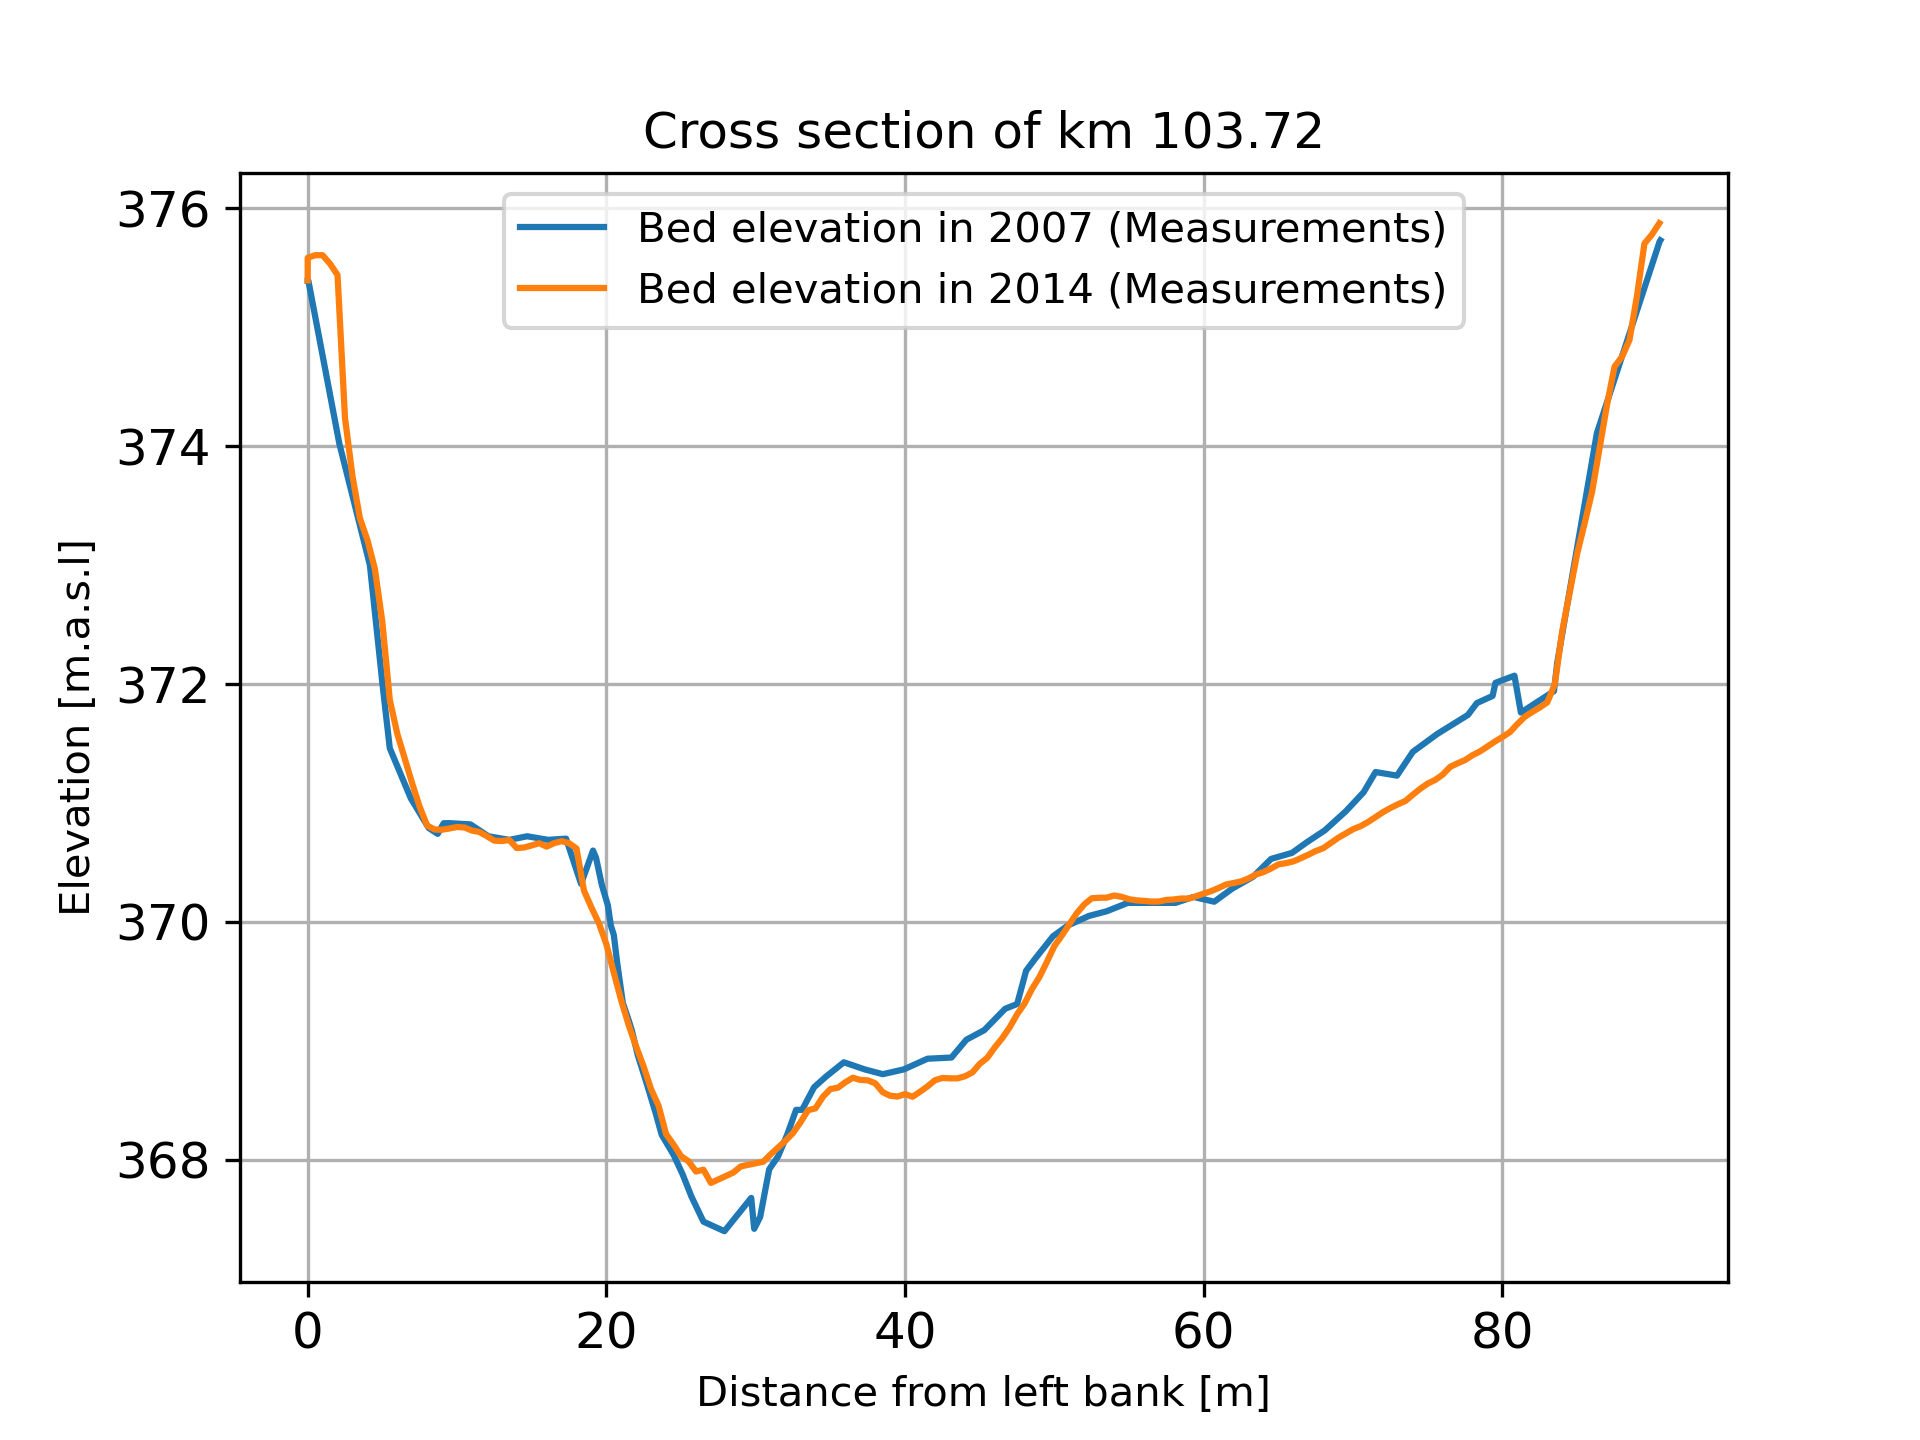 Cross section of km 103.72
Bed elevation in 2007 (Measurements)
Bed elevation in 2014 (Measurements)
Elevation [m.a.s.l]
376
374
372
370
368
0 20 40 60 80
Distance from left bank [m]